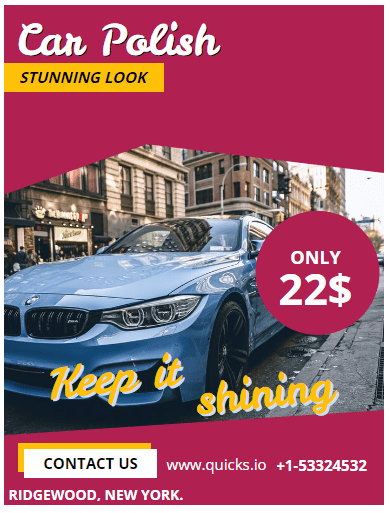 Car Polish
STUNNING LOOK
ONLY
22$
Keep it
shining
CONTACT US
www.quicks.io
+1-53324532
RIDGEWOOD, NEW YORK.